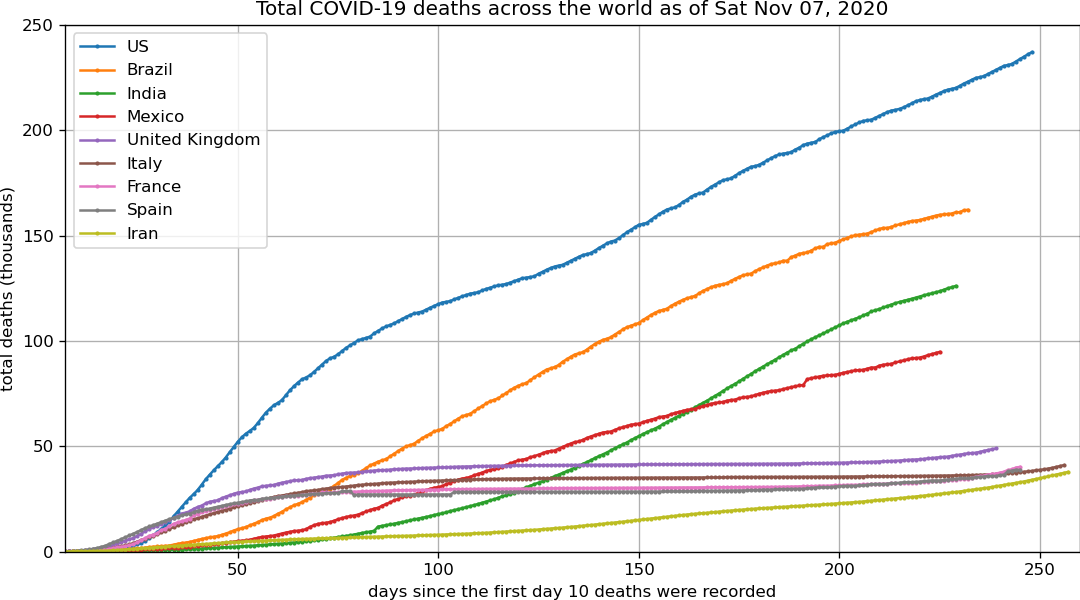 Total COVID-19 deaths across the world as of Sat Nov 07, 2020
250
200
150
100
50
0
total deaths (thousands)
US
Brazil
India
Mexico
United Kingdom
Italy
France
Spain
Iran
50 100 150 200 250
days since the first day 10 deaths were recorded